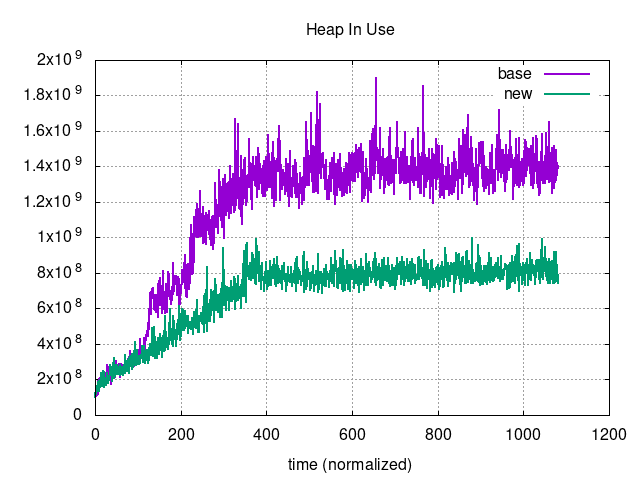 Heap In Use
2x10^9
1.8x10^9
1.6x10^9
1.4x10^9
1.2x10^9
1x10^9
8x10^8
6x10^8
4x10^8
2x10^8
0
base
new
0 200 400 600 800 1000 1200
time (normalized)